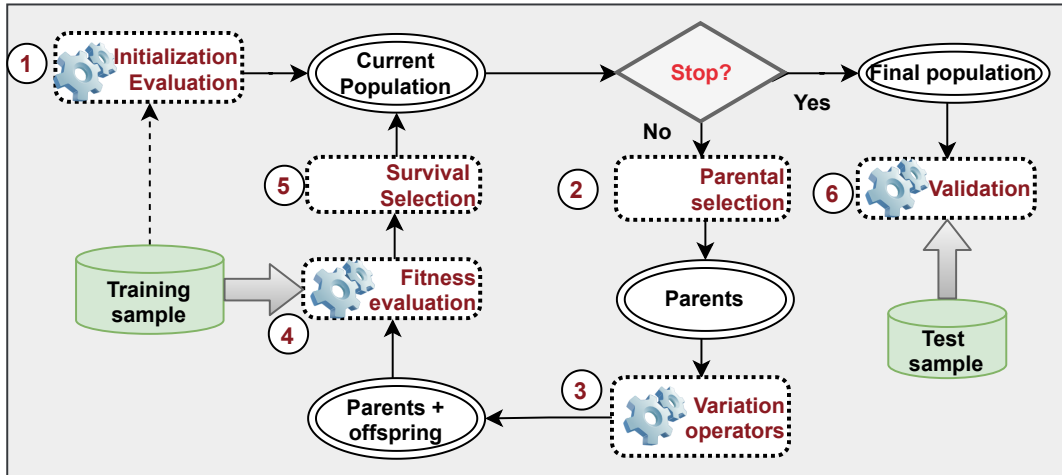 1
Initialization
Evaluation
Current
Population
Stop?
Yes
No
Final population
5
Survival
Selection
2
Parental
selection
6
Validation
Training
sample
4
Fitness
evaluation
Parents
Test
sample
Parents +
offspring
3
Variation
operators